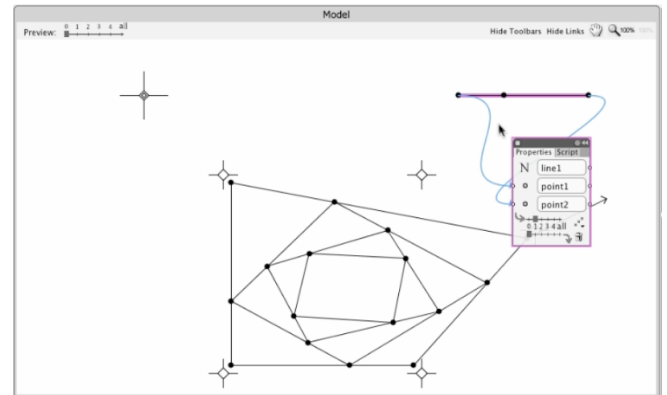 Model
Preview: 0 1 2 3 4 all
Hide Toolbars Hide Links 100%
Properties Script
N line1
point1
point2
0 1 2 3 4 all